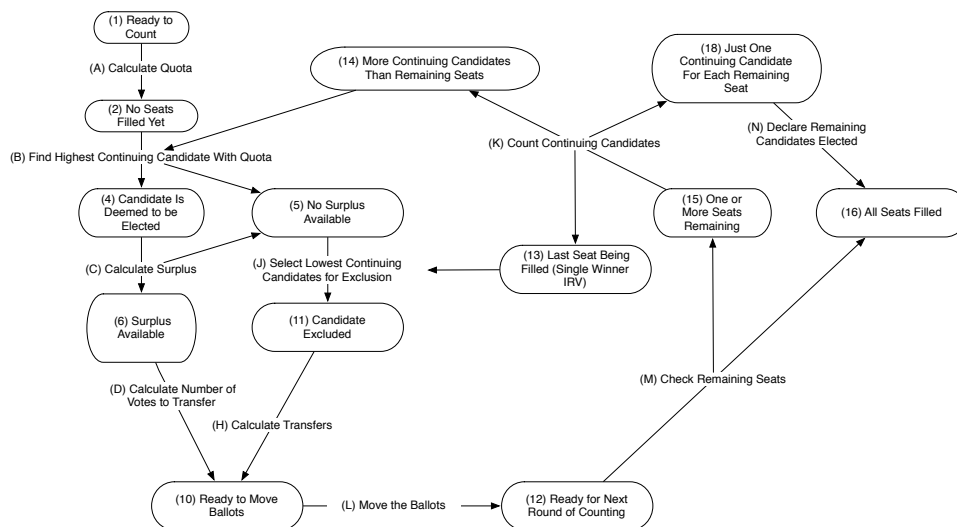 (1) Ready to
Count
(A) Calculate Quota
(2) No Seats
Filled Yet
(B) Find Highest Continuing Candidate With Quota
(4) Candidate Is
Deemed to be
Elected
(5) No Surplus
Available
(C) Calculate Surplus
(J) Select Lowest Continuing
Candidates for Exclusion
(6) Surplus
Available
(11) Candidate
Excluded
(D) Calculate Number of
Votes to Transfer
(H) Calculate Transfers
(10) Ready to Move
Ballots
(L) Move the Ballots
(12) Ready for Next
Round of Counting
(14) More Continuing Candidates
Than Remaining Seats
(18) Just One
Continuing Candidate
For Each Remaining
Seat
(K) Count Continuing Candidates
(N) Declare Remaining
Candidates Elected
(15) One or
More Seats
Remaining
(16) All Seats Filled
(13) Last Seat Being
Filled (Single Winner
IRV)
(M) Check Remaining Seats